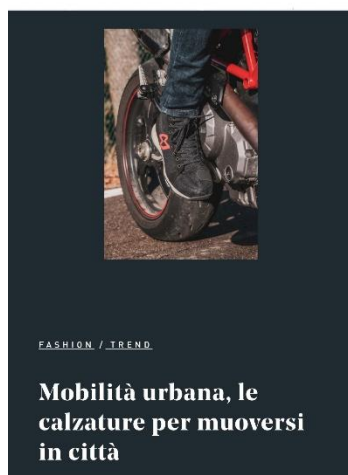 FASHION / TREND
Mobilità urbana, le
calzature per muoversi
in città